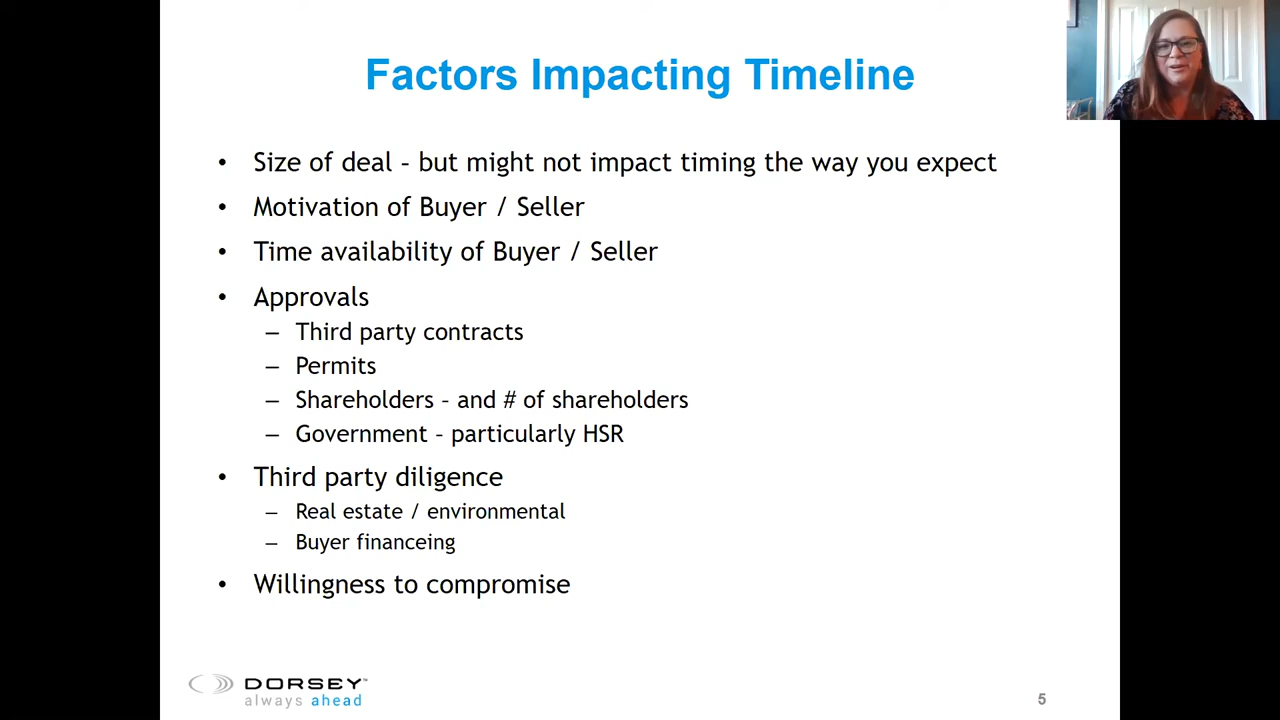 Factors Impacting Timeline
• Size of deal – but might not impact timing the way you expect
• Motivation of Buyer / Seller
• Time availability of Buyer / Seller
• Approvals
– Third party contracts
– Permits
– Shareholders – and # of shareholders
– Government – particularly HSR
• Third party diligence
– Real estate / environmental
– Buyer financeing
• Willingness to compromise
DORSEY™
always ahead
5